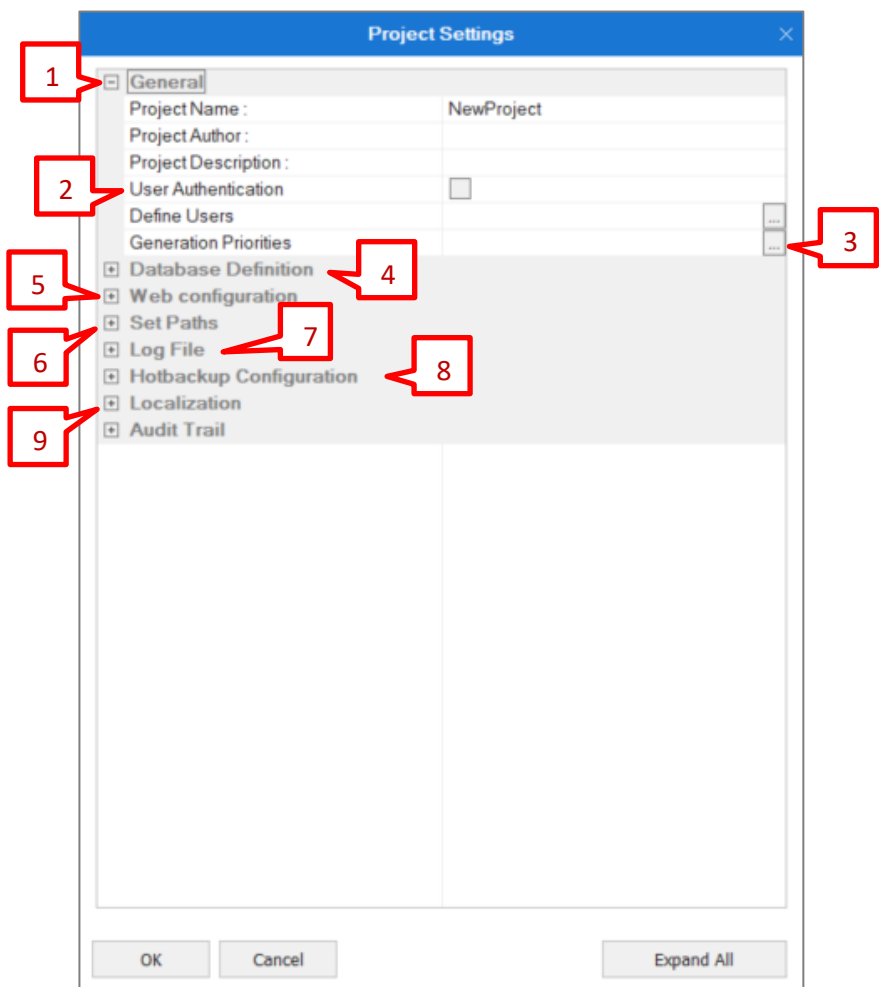 Project Settings
1
General
Project Name : NewProject
Project Author :
Project Description :
2
User Authentication
Define Users ...
Generation Priorities ...
3
Database Definition
4
5
Web configuration
Set Paths
6
7
Log File
Hotbackup Configuration
8
Localization
9
Audit Trail
OK Cancel Expand All